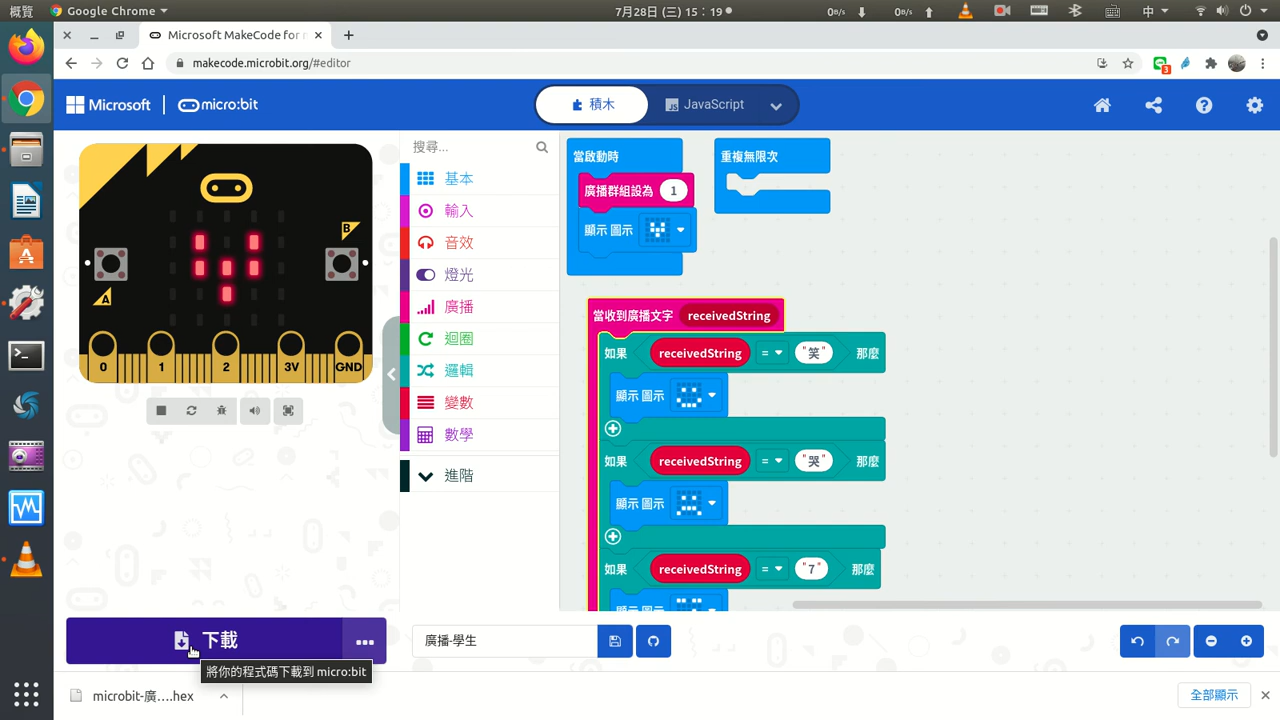 概覽
Google Chrome
7月28日 (三) 15：19
0B/s
0B/s
中
Microsoft MakeCode for m
makecode.microbit.org/#editor
3
Microsoft
micro:bit
積木
JS
JavaScript
搜尋...
基本
輸入
音效
燈光
廣播
迴圈
邏輯
變數
數學
進階
B
A
0
1
2
3V
GND
當啟動時
廣播群組設為 1
顯示 圖示
重複無限次
當收到廣播文字 receivedString
如果 receivedString = "笑" 那麼
顯示 圖示
如果 receivedString = "哭" 那麼
顯示 圖示
如果 receivedString = "7" 那麼
顯示 圖示
下載
將你的程式碼下載到 micro:bit
廣播-學生
microbit-廣....hex
全部顯示